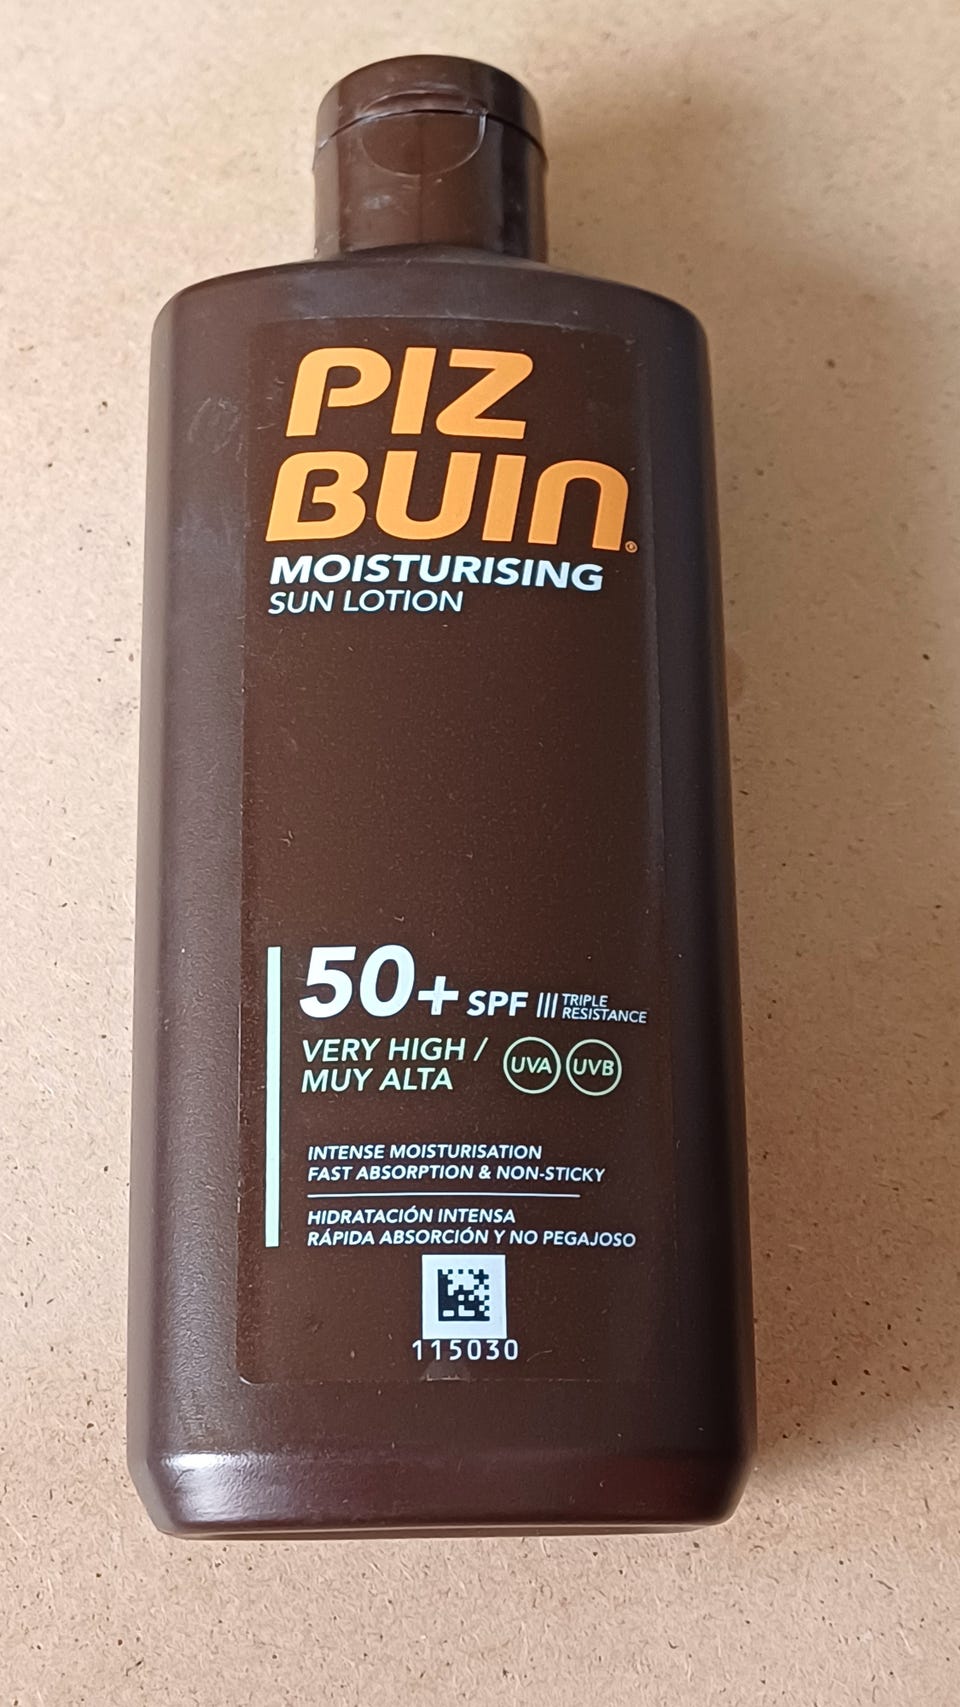 PIZ
BUIN®
MOISTURISING
SUN LOTION
50+ SPF ||| TRIPLE
RESISTANCE
VERY HIGH /
MUY ALTA
UVA UVB
INTENSE MOISTURISATION
FAST ABSORPTION & NON-STICKY
HIDRATACIÓN INTENSA
RÁPIDA ABSORCIÓN Y NO PEGAJOSO
115030